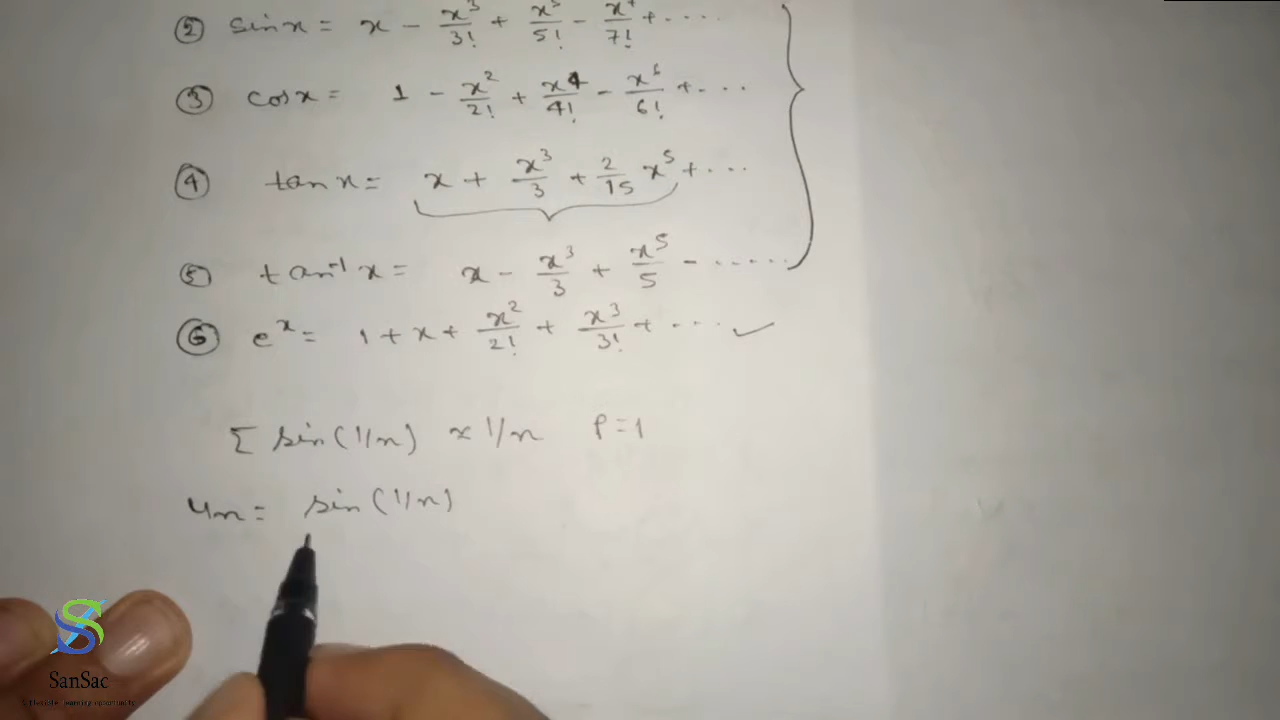 ② sin x = x - x³/3! + x⁵/5! - x⁷/7! + ....
③ cos x = 1 - x²/2! + x⁴/4! - x⁶/6! + ...
④ tan x = x + x³/3 + 2/15 x⁵ + ...
⑤ tan⁻¹ x = x - x³/3 + x⁵/5 - .....
⑥ eˣ = 1 + x + x²/2! + x³/3! + .... ✓
Σ sin(1/n) x 1/n P=1
un = sin(1/n)
SanSac